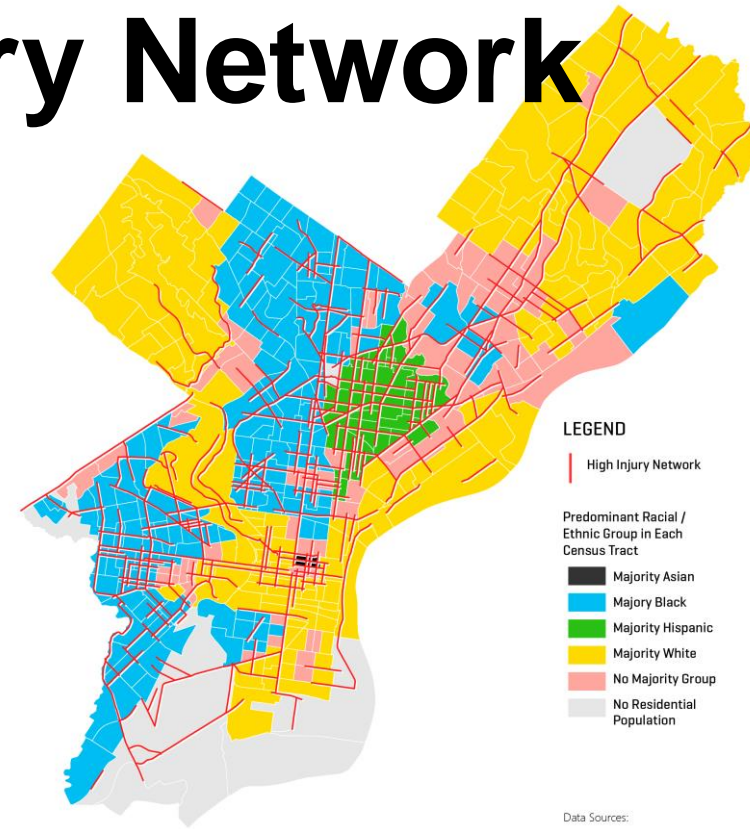 ry Network
LEGEND
High Injury Network
Predominant Racial /
Ethnic Group in Each
Census Tract
Majority Asian
Majory Black
Majority Hispanic
Majority White
No Majority Group
No Residential
Population
Data Sources: